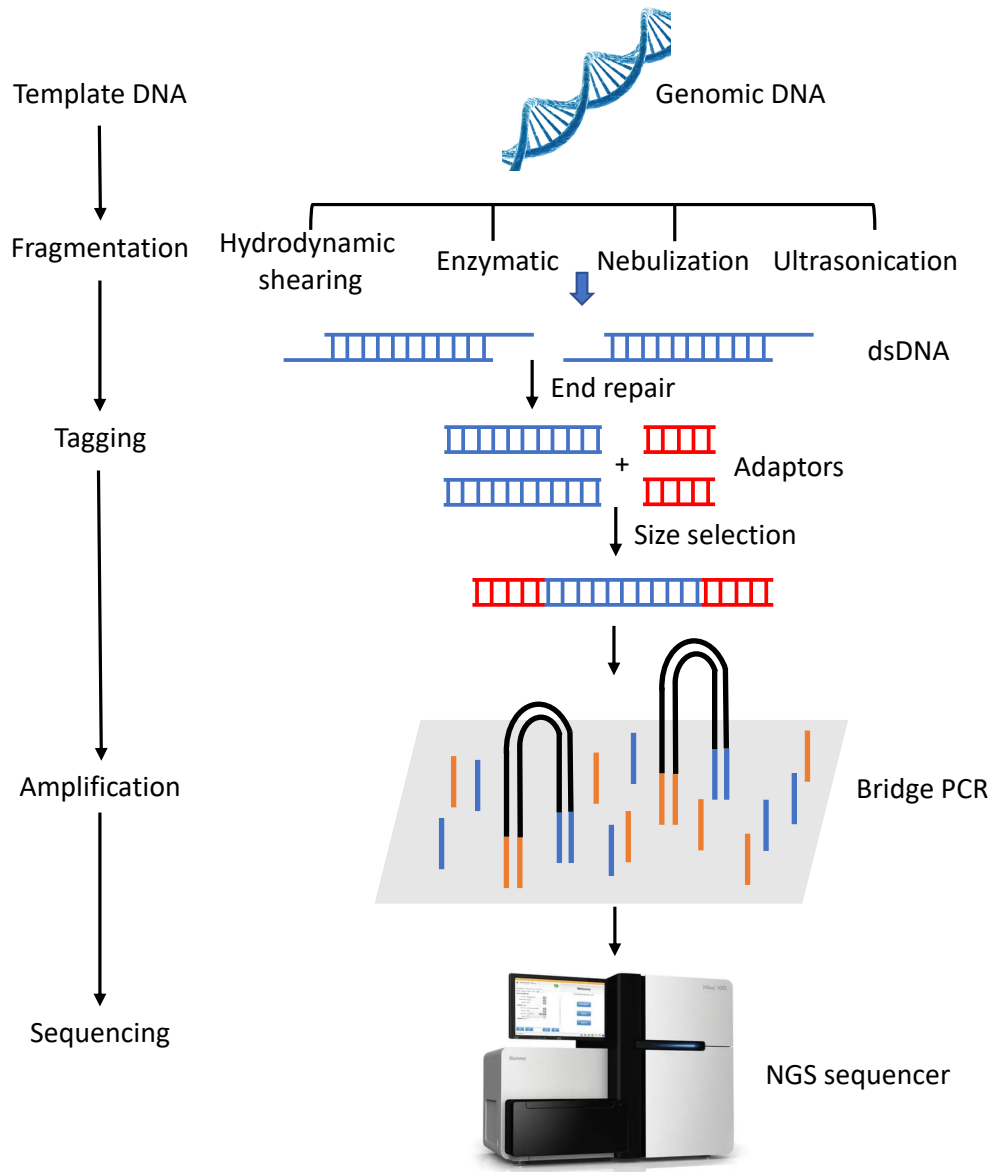 Template DNA
Genomic DNA
Fragmentation
Hydrodynamic
shearing
Enzymatic
Nebulization
Ultrasonication
dsDNA
End repair
Tagging
+
Adaptors
Size selection
Amplification
Bridge PCR
Sequencing
NGS sequencer